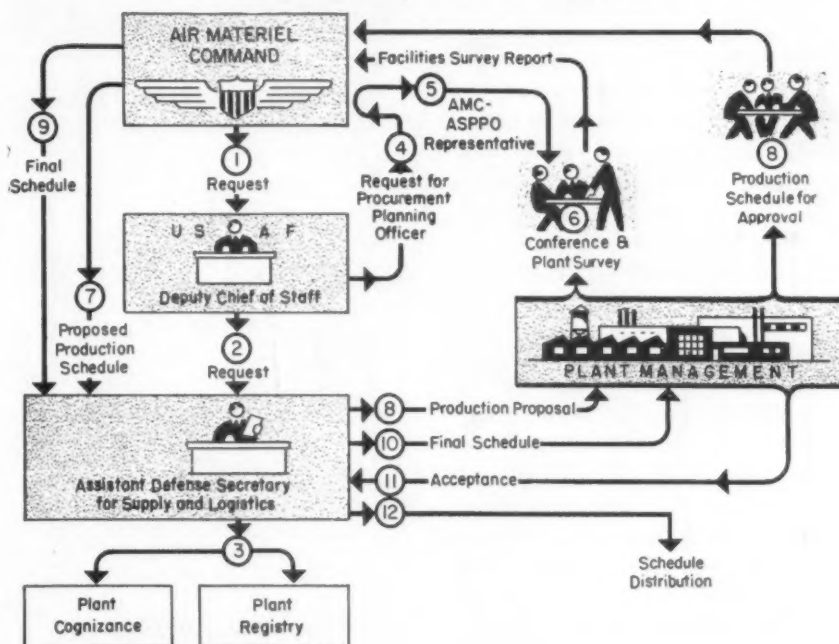 AIR MATERIEL
COMMAND
Facilities Survey Report
5
AMC-
ASPPO
Representative
9
Final
Schedule
1
Request
4
Request for
Procurement
Planning
Officer
6
Conference &
Plant Survey
8
Production
Schedule for
Approval
U S A F
Deputy Chief of Staff
7
Proposed
Production
Schedule
2
Request
PLANT MANAGEMENT
8 Production Proposal
10 Final Schedule
11 Acceptance
12
Assistant Defense Secretary
for Supply and Logistics
Schedule
Distribution
3
Plant
Cognizance
Plant
Registry